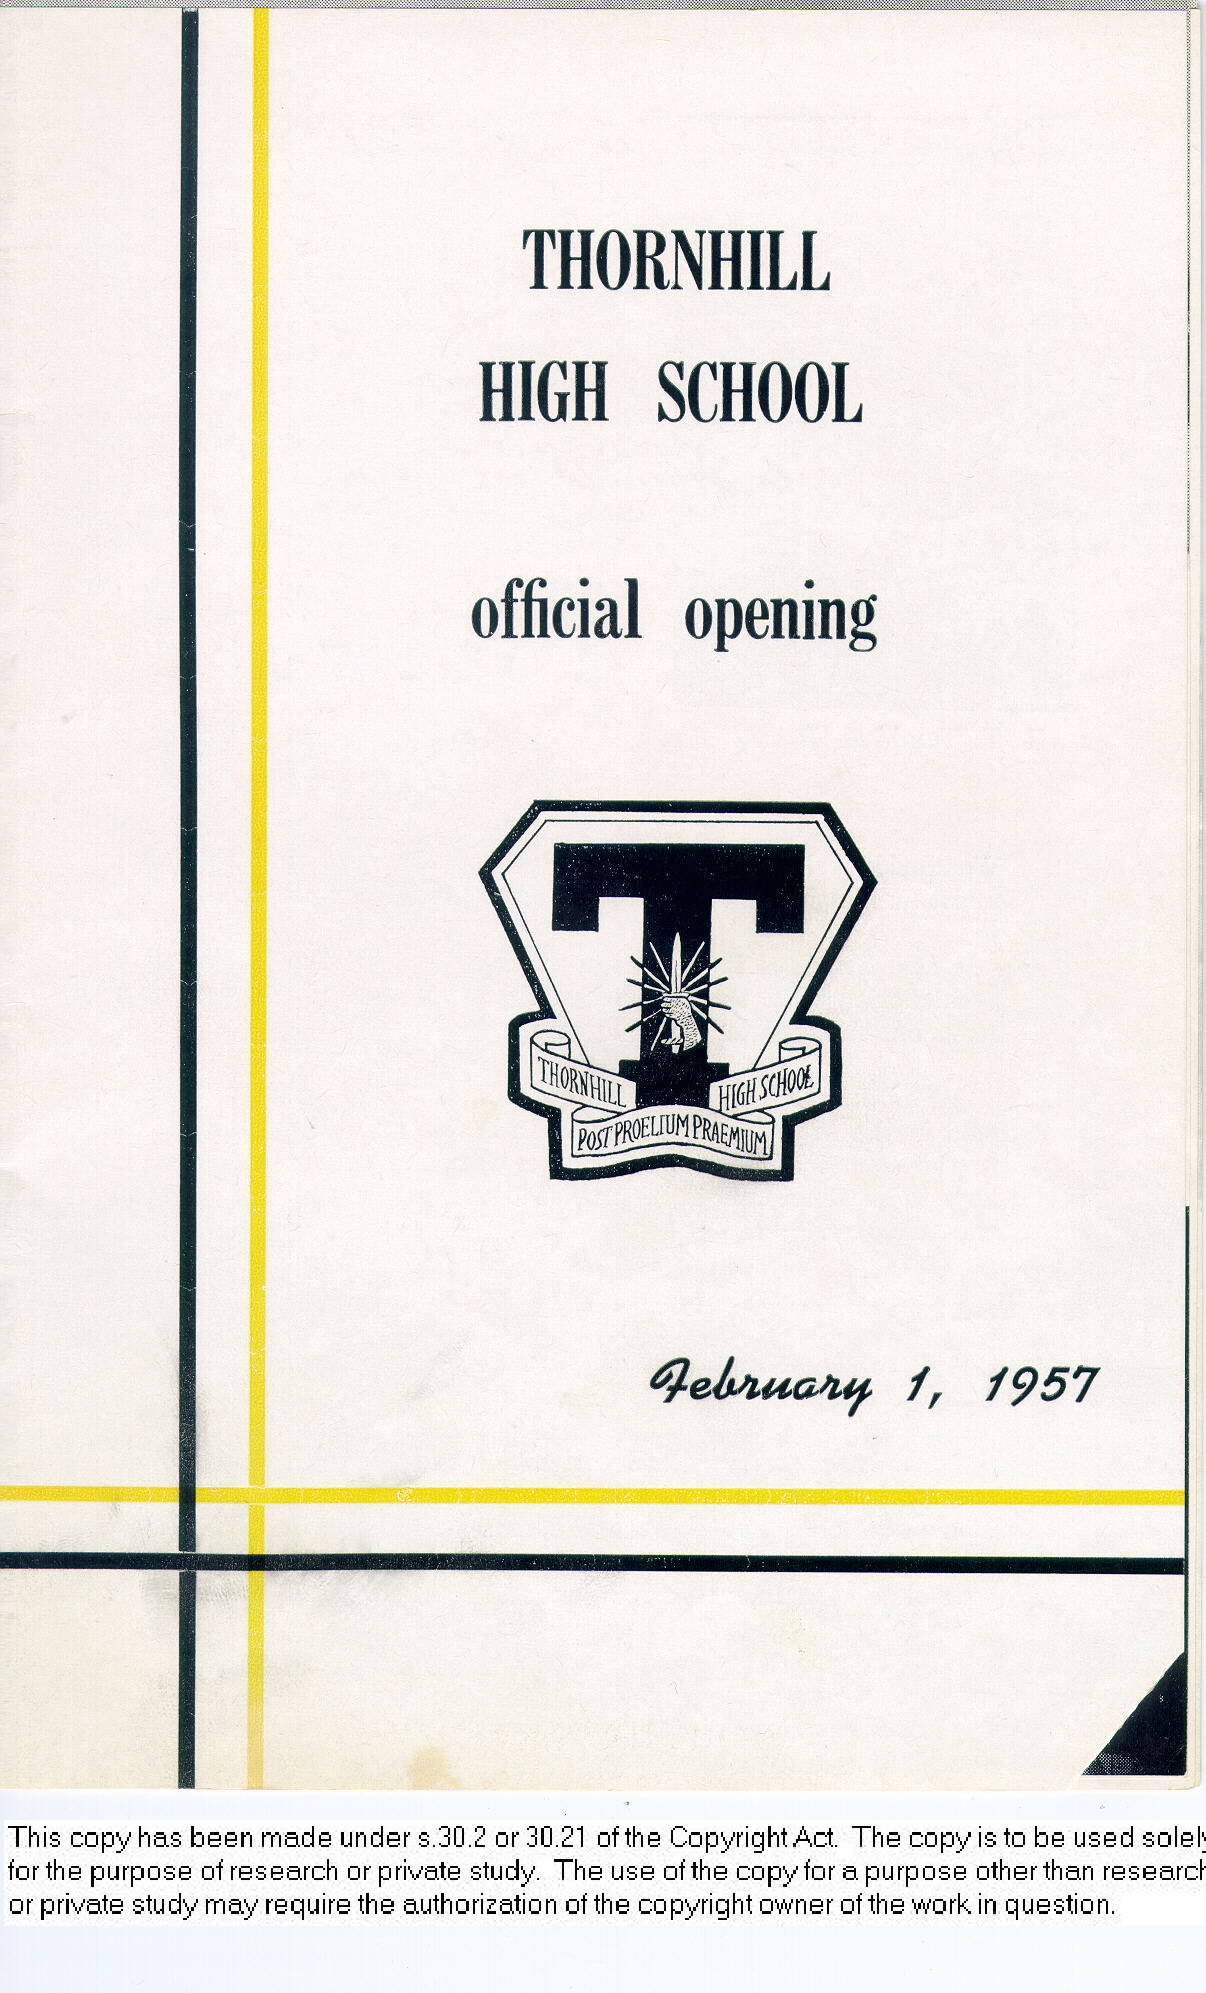 THORNHILL
HIGH SCHOOL
official opening
T
THORNHILL
HIGH SCHOOL
POST PROELIUM PRAEMIUM
February 1, 1957
This copy has been made under s.30.2 or 30.21 of the Copyright Act. The copy is to be used solely
for the purpose of research or private study. The use of the copy for a purpose other than research
or private study may require the authorization of the copyright owner of the work in question.